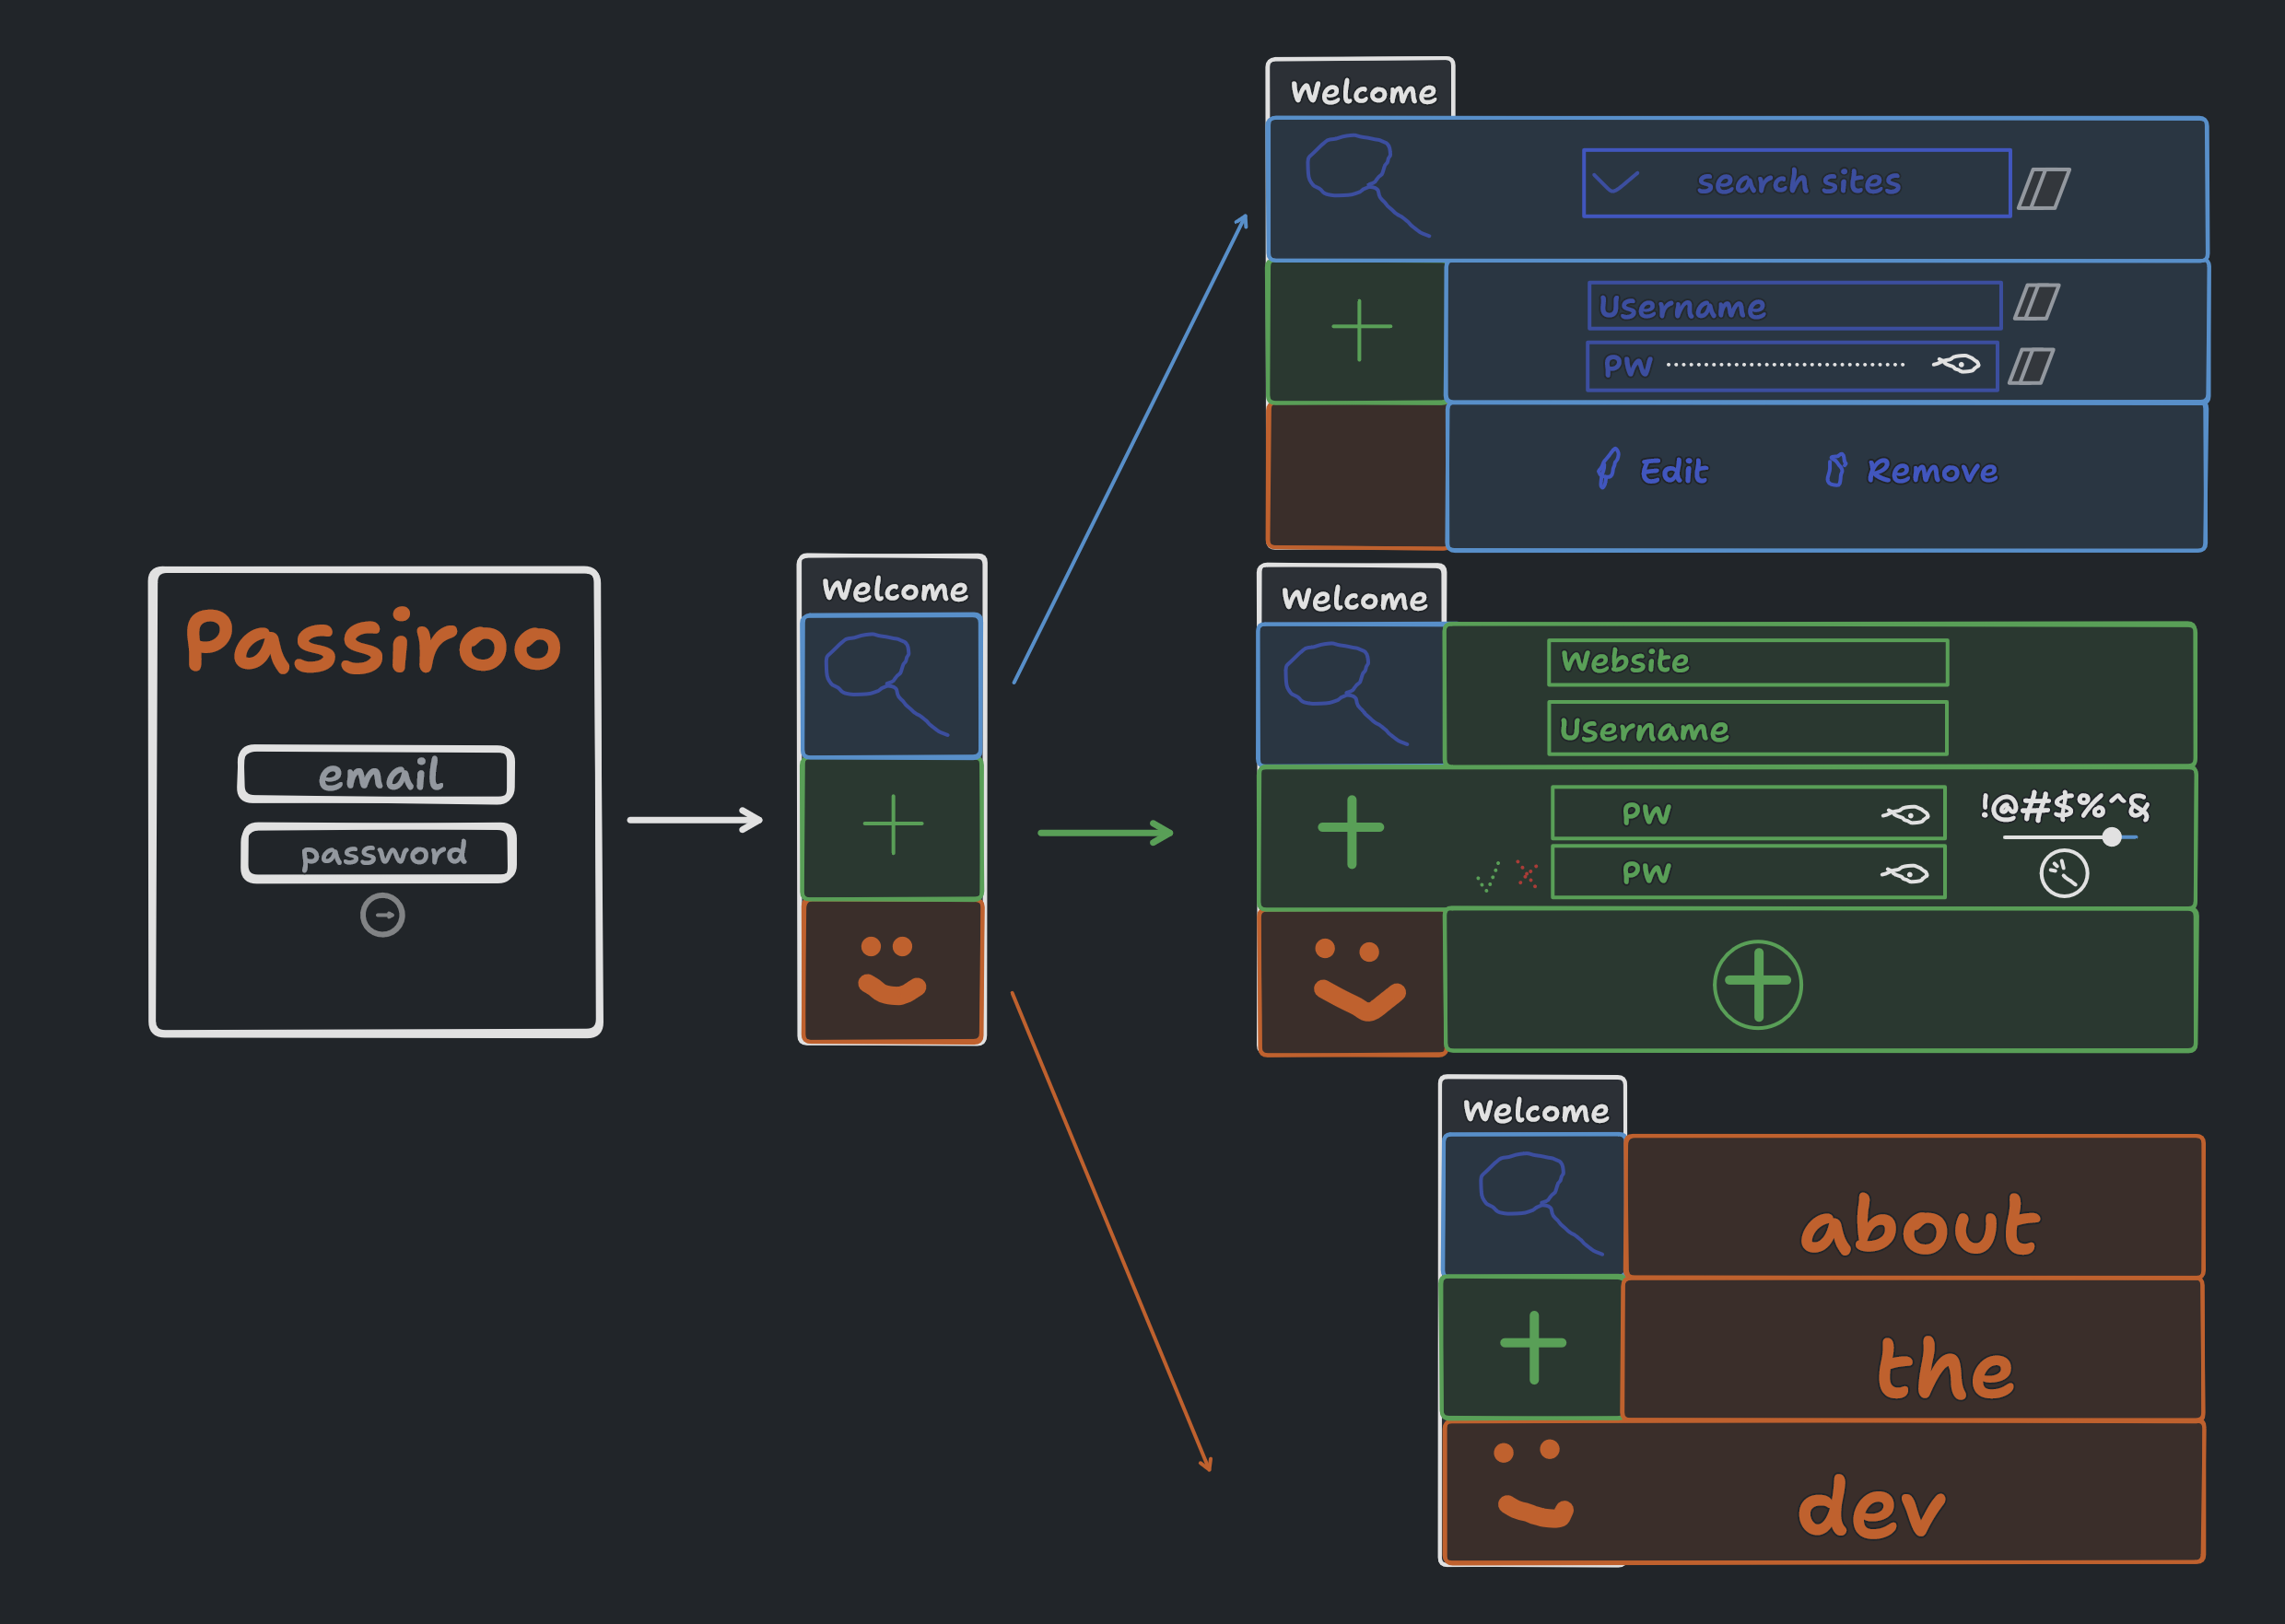 Passiroo
email
password
Welcome
Welcome
search sites
Username
PW
Edit
Remove
Welcome
Website
Username
PW
!@#$%^&
PW
Welcome
about
the
dev